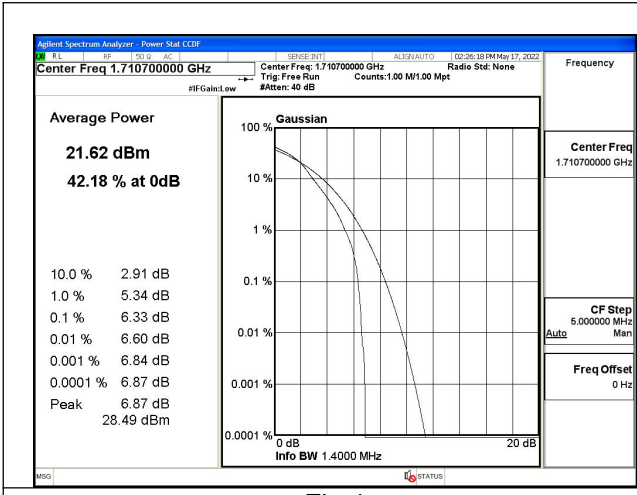 Agilent Spectrum Analyzer - Power Stat CCDF
RL RF 50 Ω AC SENSE:INT ALIGNAUTO 02:26:18 PM May 17, 2022
Center Freq 1.710700000 GHz
Center Freq: 1.710700000 GHz Radio Std: None
Trig: Free Run Counts:1.00 M/1.00 Mpt
#IFGain:Low #Atten: 40 dB
Average Power
21.62 dBm
42.18 % at 0dB
10.0 % 2.91 dB
1.0 % 5.34 dB
0.1 % 6.33 dB
0.01 % 6.60 dB
0.001 % 6.84 dB
0.0001 % 6.87 dB
Peak 6.87 dB
28.49 dBm
Gaussian
100 %
10 %
1 %
0.1 %
0.01 %
0.001 %
0.0001 %
0 dB 20 dB
Info BW 1.4000 MHz
Frequency
Center Freq
1.710700000 GHz
CF Step
5.000000 MHz
Auto Man
Freq Offset
0 Hz
MSG STATUS